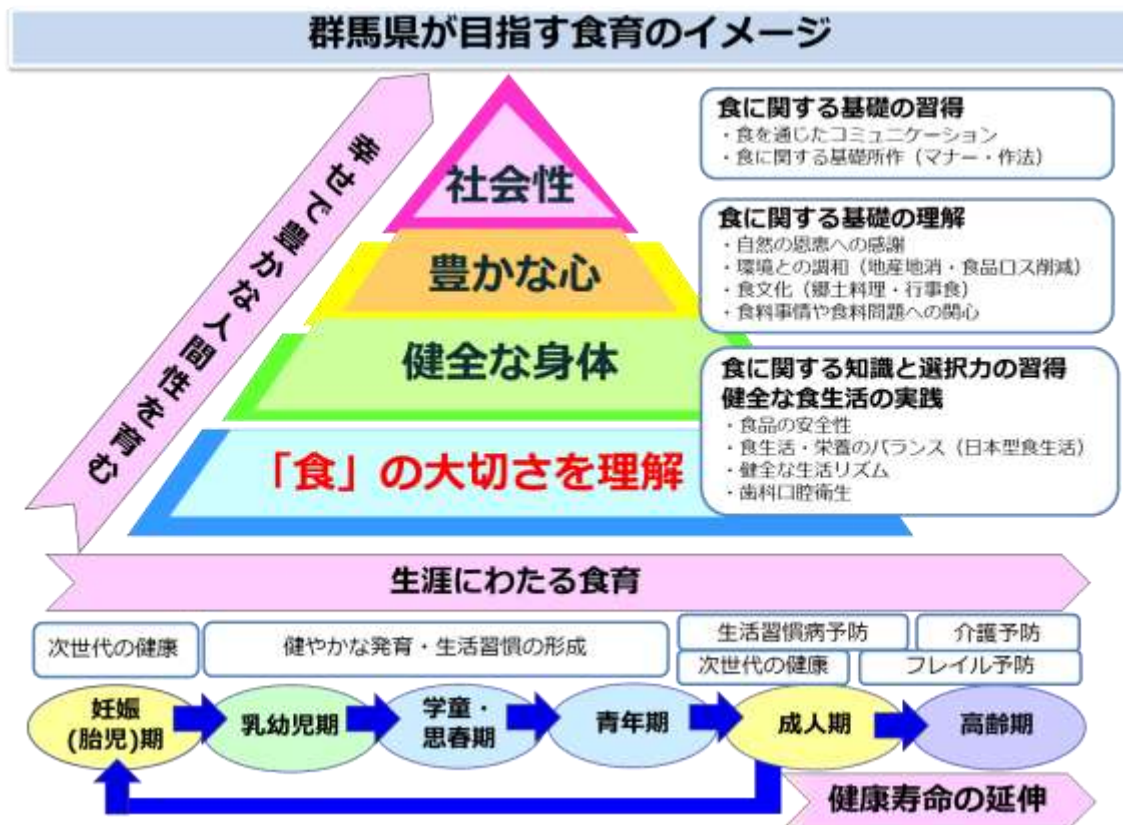 群馬県が目指す食育のイメージ
幸せで豊かな人間性を育む
社会性
豊かな心
健全な身体
「食」の大切さを理解
食に関する基礎の習得
・食を通じたコミュニケーション
・食に関する基礎所作（マナー・作法）
食に関する基礎の理解
・自然の恩恵への感謝
・環境との調和（地産地消・食品ロス削減）
・食文化（郷土料理・行事食）
・食料事情や食料問題への関心
食に関する知識と選択力の習得
健全な食生活の実践
・食品の安全性
・食生活・栄養のバランス（日本型食生活）
・健全な生活リズム
・歯科口腔衛生
生涯にわたる食育
次世代の健康
健やかな発育・生活習慣の形成
生活習慣病予防
介護予防
次世代の健康
フレイル予防
妊娠
(胎児)期
乳幼児期
学童・
思春期
青年期
成人期
高齢期
健康寿命の延伸